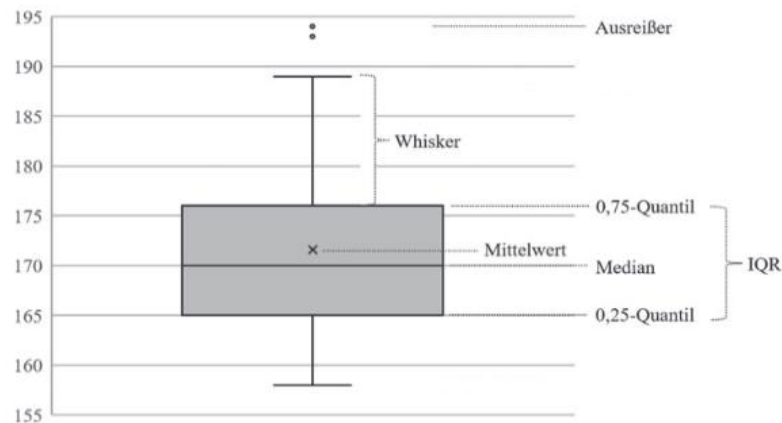 195
190
185
180
175
170
165
160
155
Ausreißer
Whisker
0,75-Quantil
Mittelwert
Median
IQR
0,25-Quantil